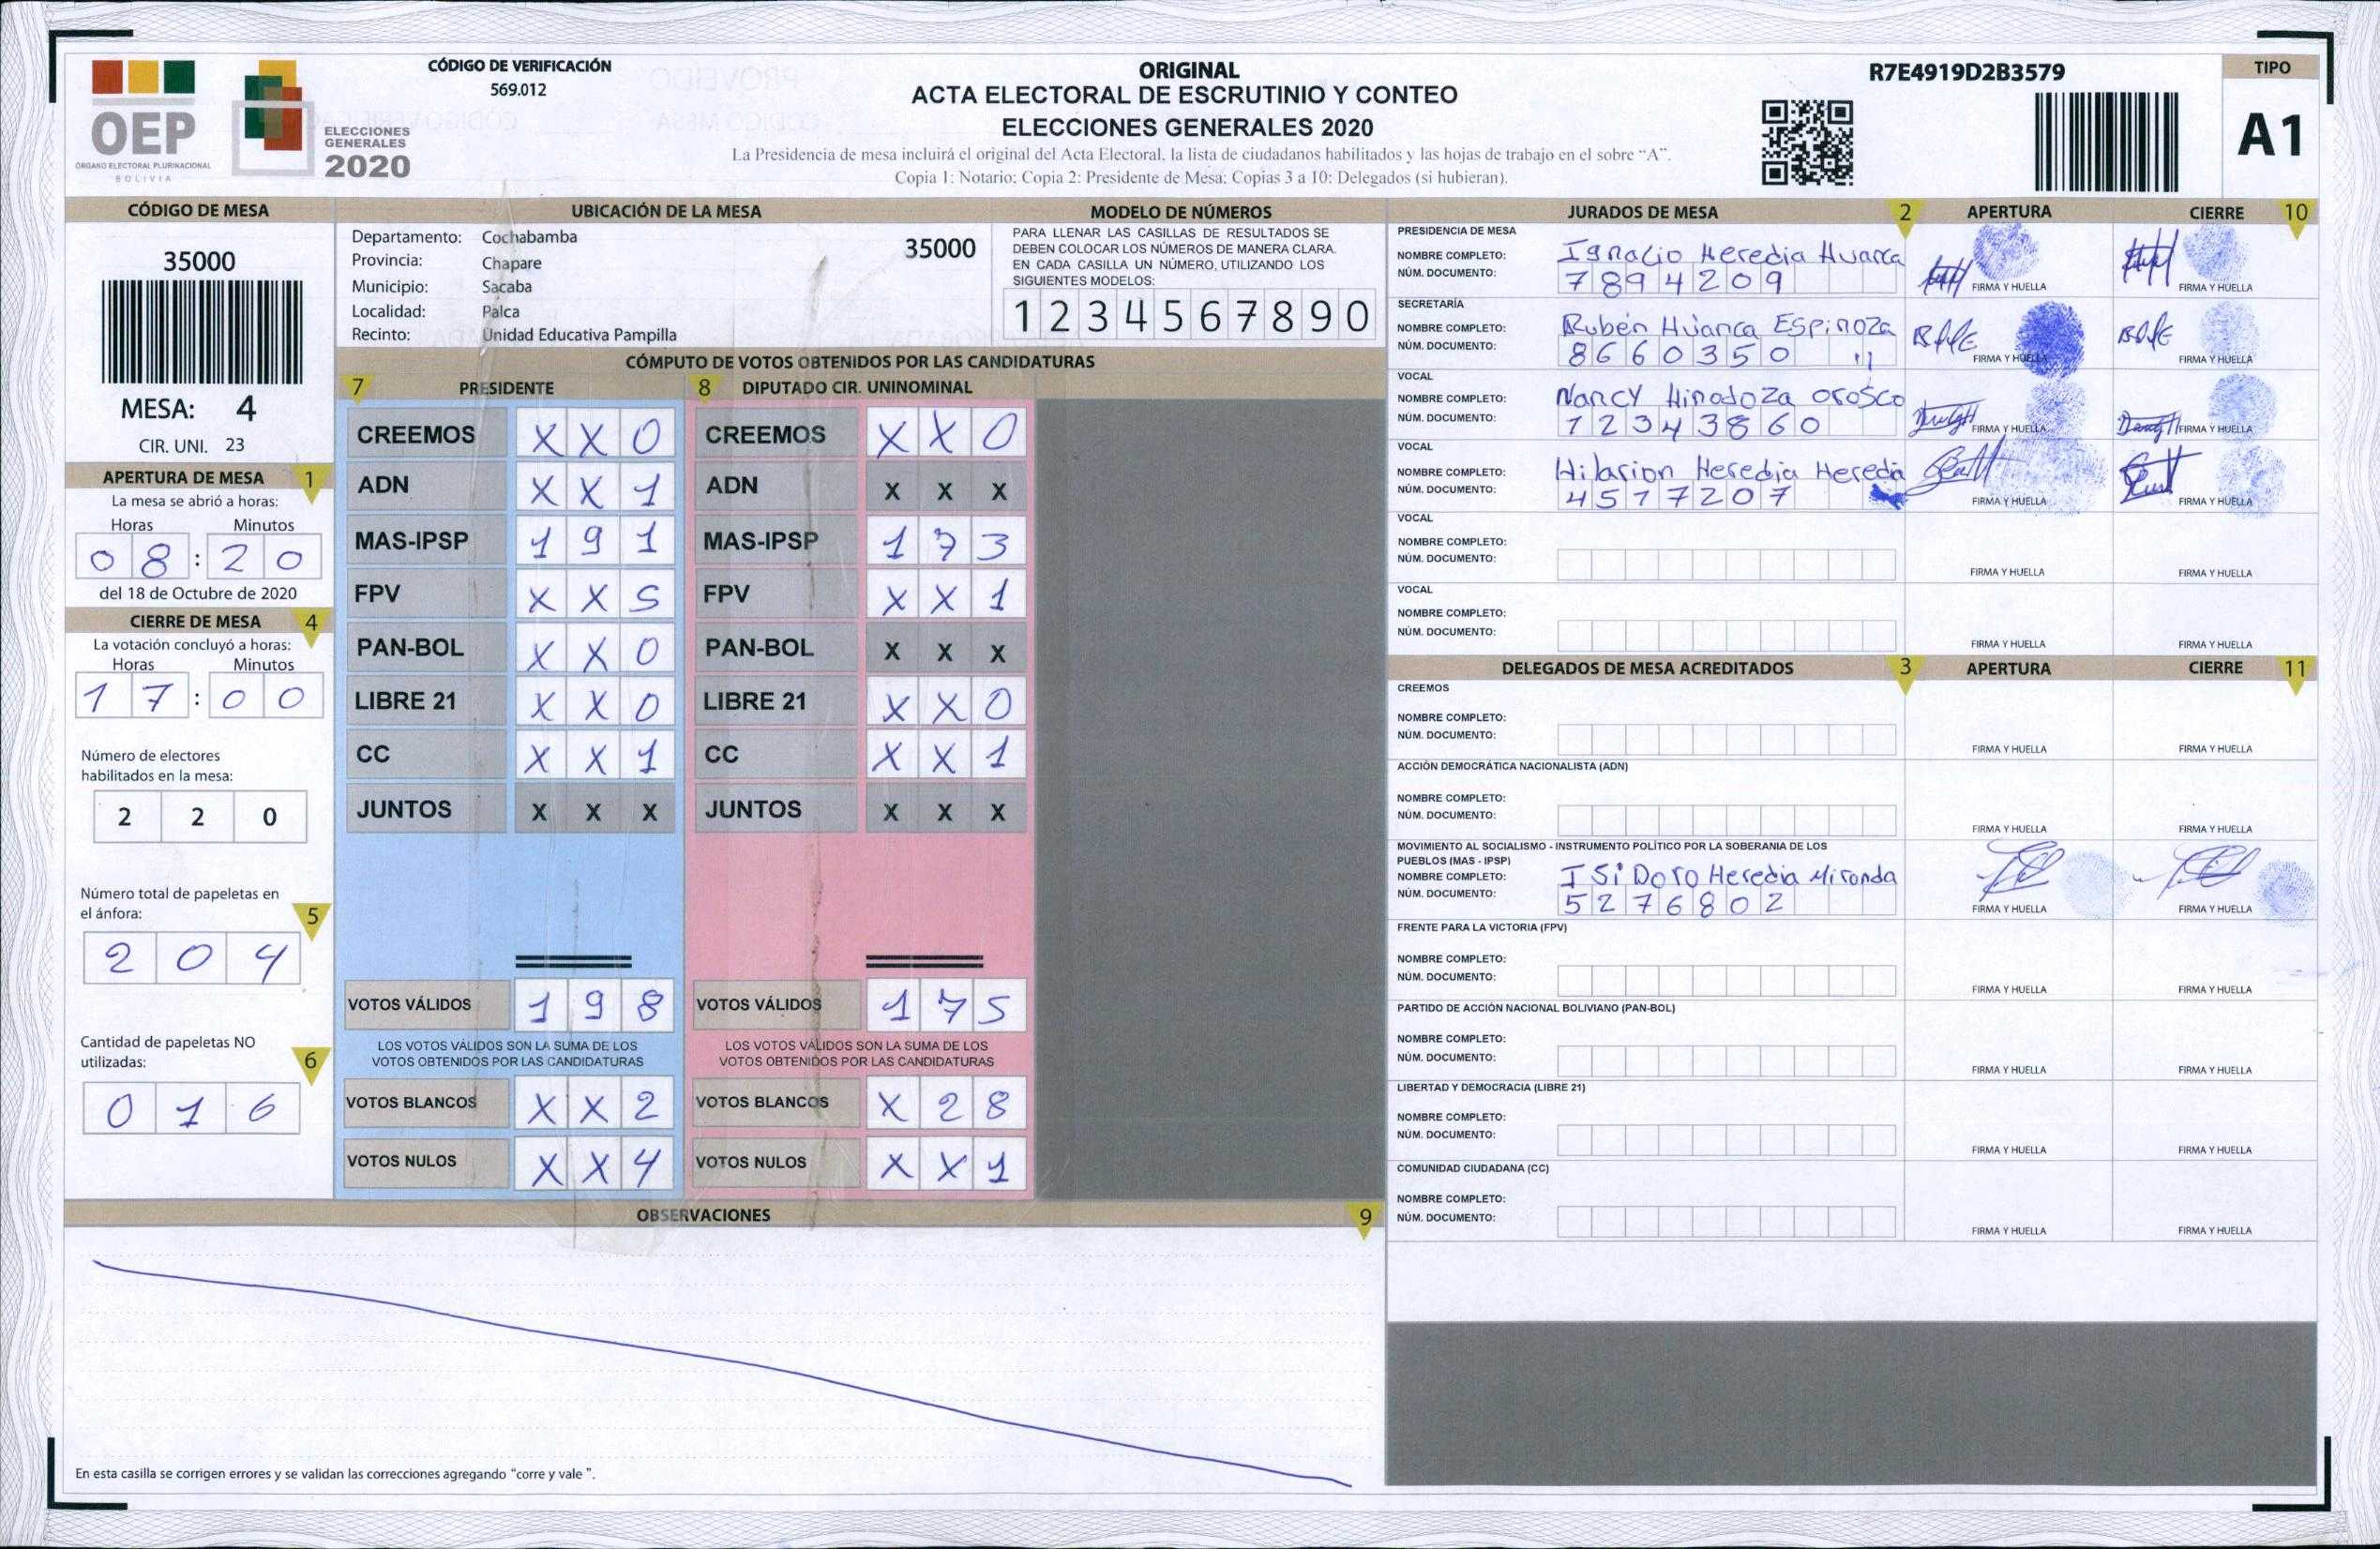 OEP
ÓRGANO ELECTORAL PLURINACIONAL
BOLIVIA
ELECCIONES
GENERALES
2020
CÓDIGO DE VERIFICACIÓN
569.012
ORIGINAL
ACTA ELECTORAL DE ESCRUTINIO Y CONTEO
ELECCIONES GENERALES 2020
La Presidencia de mesa incluirá el original del Acta Electoral, la lista de ciudadanos habilitados y las hojas de trabajo en el sobre “A”.
Copia 1: Notario; Copia 2: Presidente de Mesa; Copias 3 a 10: Delegados (si hubieran).
R7E4919D2B3579
TIPO
A1
CÓDIGO DE MESA
35000
MESA: 4
CIR. UNI. 23
APERTURA DE MESA 1
La mesa se abrió a horas:
Horas Minutos
08:20
del 18 de Octubre de 2020
CIERRE DE MESA 4
La votación concluyó a horas:
Horas Minutos
17:00
Número de electores
habilitados en la mesa:
2 2 0
Número total de papeletas en
el ánfora: 5
2 0 4
Cantidad de papeletas NO
utilizadas: 6
0 1 6
UBICACIÓN DE LA MESA
Departamento: Cochabamba 35000
Provincia: Chapare
Municipio: Sacaba
Localidad: Palca
Recinto: Unidad Educativa Pampilla
MODELO DE NÚMEROS
PARA LLENAR LAS CASILLAS DE RESULTADOS SE
DEBEN COLOCAR LOS NÚMEROS DE MANERA CLARA.
EN CADA CASILLA UN NÚMERO, UTILIZANDO LOS
SIGUIENTES MODELOS:
1 2 3 4 5 6 7 8 9 0
CÓMPUTO DE VOTOS OBTENIDOS POR LAS CANDIDATURAS
7 PRESIDENTE 8 DIPUTADO CIR. UNINOMINAL
CREEMOS X X 0 CREEMOS X X 0
ADN X X 1 ADN X X X
MAS-IPSP 1 9 1 MAS-IPSP 1 7 3
FPV X X 5 FPV X X 1
PAN-BOL X X 0 PAN-BOL X X X
LIBRE 21 X X 0 LIBRE 21 X X 0
CC X X 1 CC X X 1
JUNTOS X X X JUNTOS X X X
VOTOS VÁLIDOS 1 9 8 VOTOS VÁLIDOS 1 7 5
LOS VOTOS VÁLIDOS SON LA SUMA DE LOS LOS VOTOS VÁLIDOS SON LA SUMA DE LOS
VOTOS OBTENIDOS POR LAS CANDIDATURAS VOTOS OBTENIDOS POR LAS CANDIDATURAS
VOTOS BLANCOS X X 2 VOTOS BLANCOS X 2 8
VOTOS NULOS X X 4 VOTOS NULOS X X 1
OBSERVACIONES 9
En esta casilla se corrigen errores y se validan las correcciones agregando “corre y vale ”.
JURADOS DE MESA 2 APERTURA CIERRE 10
PRESIDENCIA DE MESA
NOMBRE COMPLETO: Ignacio Heredia Huarca
NÚM. DOCUMENTO: 7894209
FIRMA Y HUELLA FIRMA Y HUELLA
SECRETARÍA
NOMBRE COMPLETO: Rubén Huanca Espinoza
NÚM. DOCUMENTO: 8660350
FIRMA Y HUELLA FIRMA Y HUELLA
VOCAL
NOMBRE COMPLETO: Nancy Hinodoza Orosco
NÚM. DOCUMENTO: 12343860
FIRMA Y HUELLA FIRMA Y HUELLA
VOCAL
NOMBRE COMPLETO: Hilarion Heredia Heredia
NÚM. DOCUMENTO: 4517207
FIRMA Y HUELLA FIRMA Y HUELLA
VOCAL
NOMBRE COMPLETO:
NÚM. DOCUMENTO:
FIRMA Y HUELLA FIRMA Y HUELLA
VOCAL
NOMBRE COMPLETO:
NÚM. DOCUMENTO:
FIRMA Y HUELLA FIRMA Y HUELLA
DELEGADOS DE MESA ACREDITADOS 3 APERTURA CIERRE 11
CREEMOS
NOMBRE COMPLETO:
NÚM. DOCUMENTO:
FIRMA Y HUELLA FIRMA Y HUELLA
ACCIÓN DEMOCRÁTICA NACIONALISTA (ADN)
NOMBRE COMPLETO:
NÚM. DOCUMENTO:
FIRMA Y HUELLA FIRMA Y HUELLA
MOVIMIENTO AL SOCIALISMO - INSTRUMENTO POLÍTICO POR LA SOBERANIA DE LOS
PUEBLOS (MAS - IPSP)
NOMBRE COMPLETO: ISiDoro Heredia Miranda
NÚM. DOCUMENTO: 5276802
FIRMA Y HUELLA FIRMA Y HUELLA
FRENTE PARA LA VICTORIA (FPV)
NOMBRE COMPLETO:
NÚM. DOCUMENTO:
FIRMA Y HUELLA FIRMA Y HUELLA
PARTIDO DE ACCIÓN NACIONAL BOLIVIANO (PAN-BOL)
NOMBRE COMPLETO:
NÚM. DOCUMENTO:
FIRMA Y HUELLA FIRMA Y HUELLA
LIBERTAD Y DEMOCRACIA (LIBRE 21)
NOMBRE COMPLETO:
NÚM. DOCUMENTO:
FIRMA Y HUELLA FIRMA Y HUELLA
COMUNIDAD CIUDADANA (CC)
NOMBRE COMPLETO:
NÚM. DOCUMENTO:
FIRMA Y HUELLA FIRMA Y HUELLA